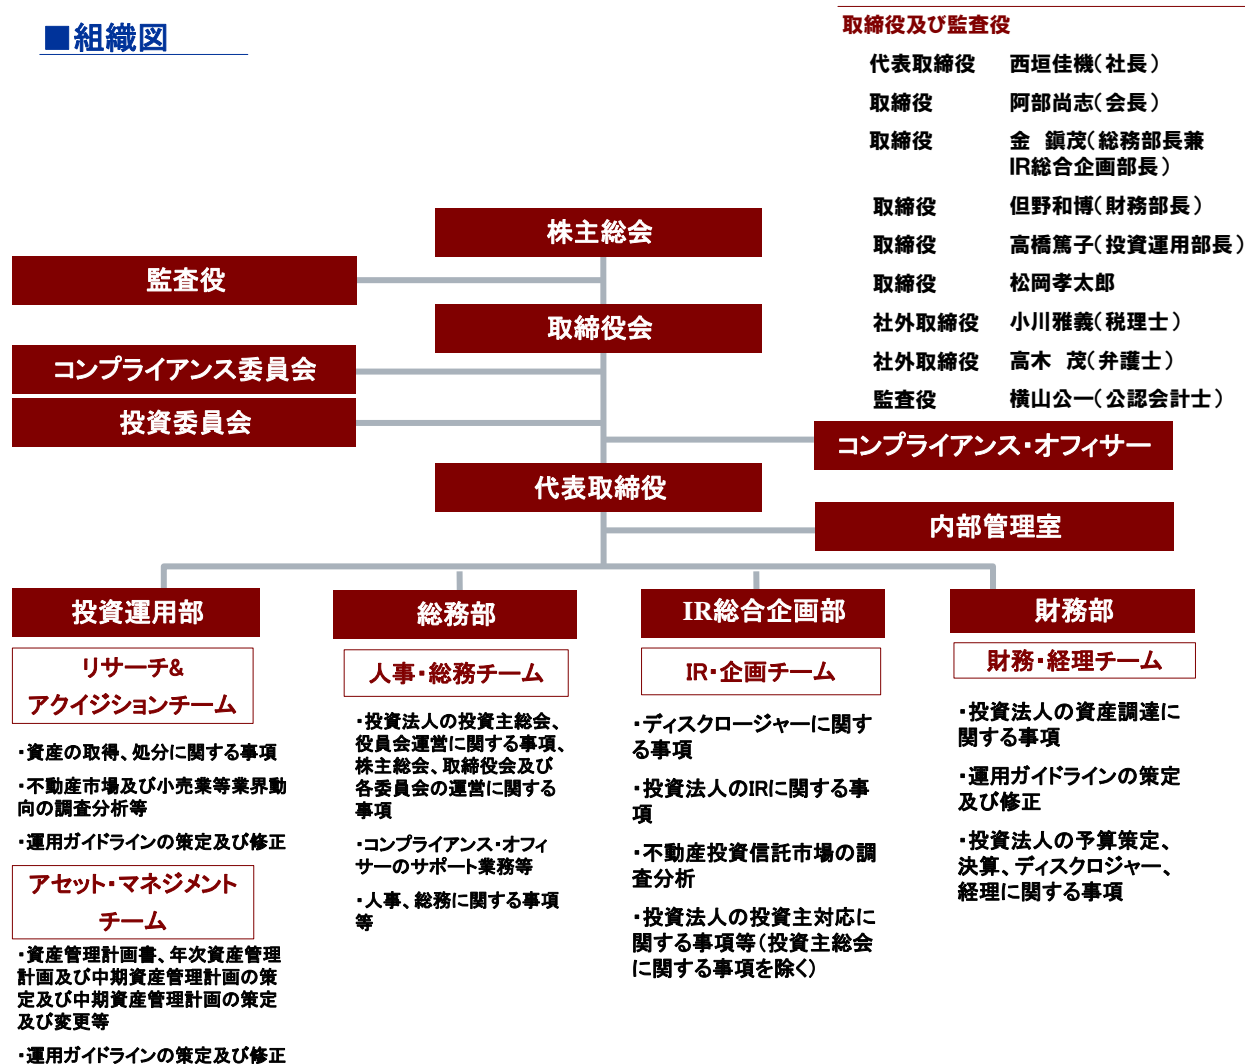 ■組織図
取締役及び監査役
代表取締役 西垣佳機(社長)
取締役 阿部尚志(会長)
取締役 金 鎭茂(総務部長兼
IR総合企画部長)
取締役 但野和博(財務部長)
取締役 高橋篤子(投資運用部長)
取締役 松岡孝太郎
社外取締役 小川雅義(税理士)
社外取締役 高木 茂(弁護士)
監査役 横山公一(公認会計士)
株主総会
監査役
取締役会
コンプライアンス委員会
投資委員会
コンプライアンス・オフィサー
代表取締役
内部管理室
投資運用部
リサーチ&
アクイジションチーム
・資産の取得、処分に関する事項
・不動産市場及び小売業等業界動
向の調査分析等
・運用ガイドラインの策定及び修正
アセット・マネジメント
チーム
・資産管理計画書、年次資産管理
計画及び中期資産管理計画の策
定及び中期資産管理計画の策定
及び変更等
・運用ガイドラインの策定及び修正
総務部
人事・総務チーム
・投資法人の投資主総会、
役員会運営に関する事項、
株主総会、取締役会及び
各委員会の運営に関する
事項
・コンプライアンス・オフィ
サーのサポート業務等
・人事、総務に関する事項
等
IR総合企画部
IR・企画チーム
・ディスクロージャーに関す
る事項
・投資法人のIRに関する事
項
・不動産投資信託市場の調
査分析
・投資法人の投資主対応に
関する事項等(投資主総会
に関する事項を除く)
財務部
財務・経理チーム
・投資法人の資産調達に
関する事項
・運用ガイドラインの策定
及び修正
・投資法人の予算策定、
決算、ディスクロジャー、
経理に関する事項